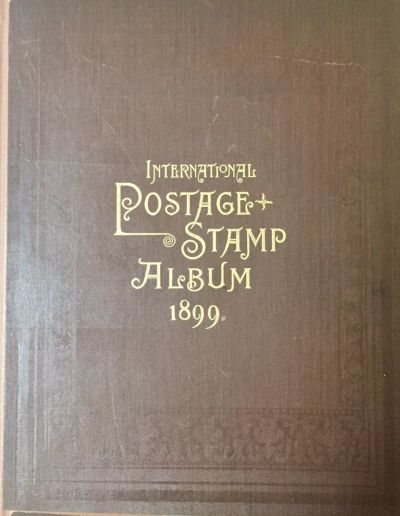 INTERNATIONAL
POSTAGE
STAMP
ALBUM
1899.